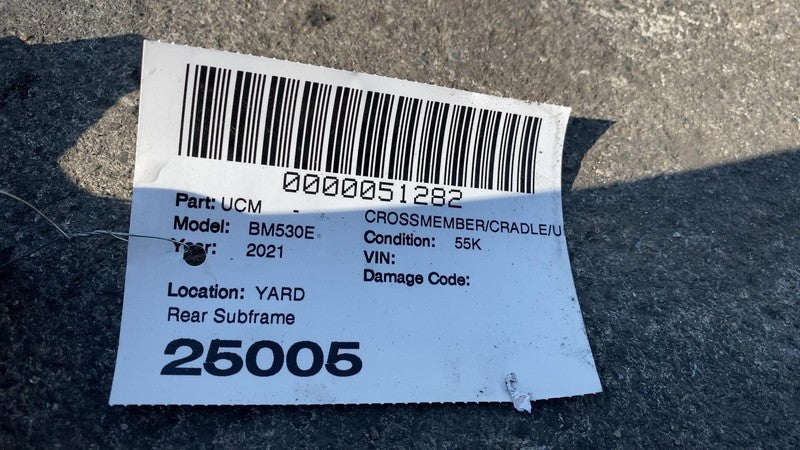 0000051282
Part: UCM - CROSSMEMBER/CRADLE/U
Model: BM530E Condition: 55K
Year: 2021 VIN:
Damage Code:
Location: YARD
Rear Subframe
25005